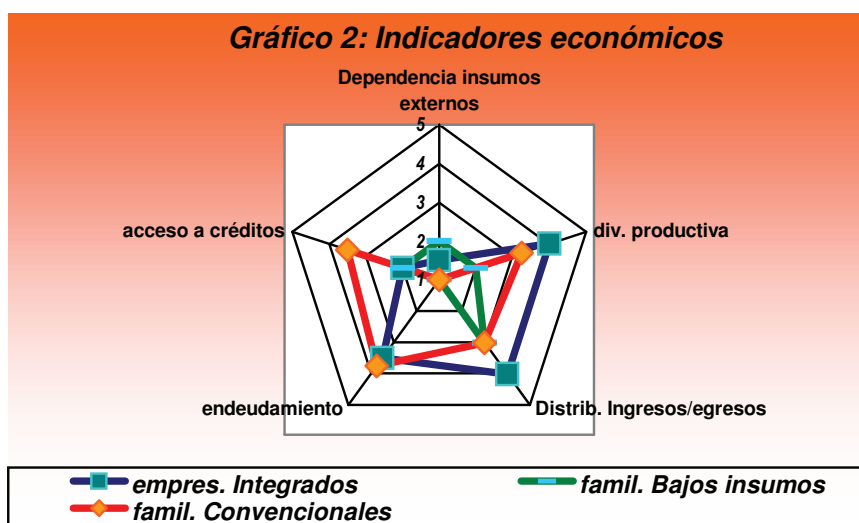 Gráfico 2: Indicadores económicos
Dependencia insumos
externos
5
4
3
2
1
acceso a créditos
div. productiva
endeudamiento
Distrib. Ingresos/egresos
empres. Integrados
famil. Bajos insumos
famil. Convencionales